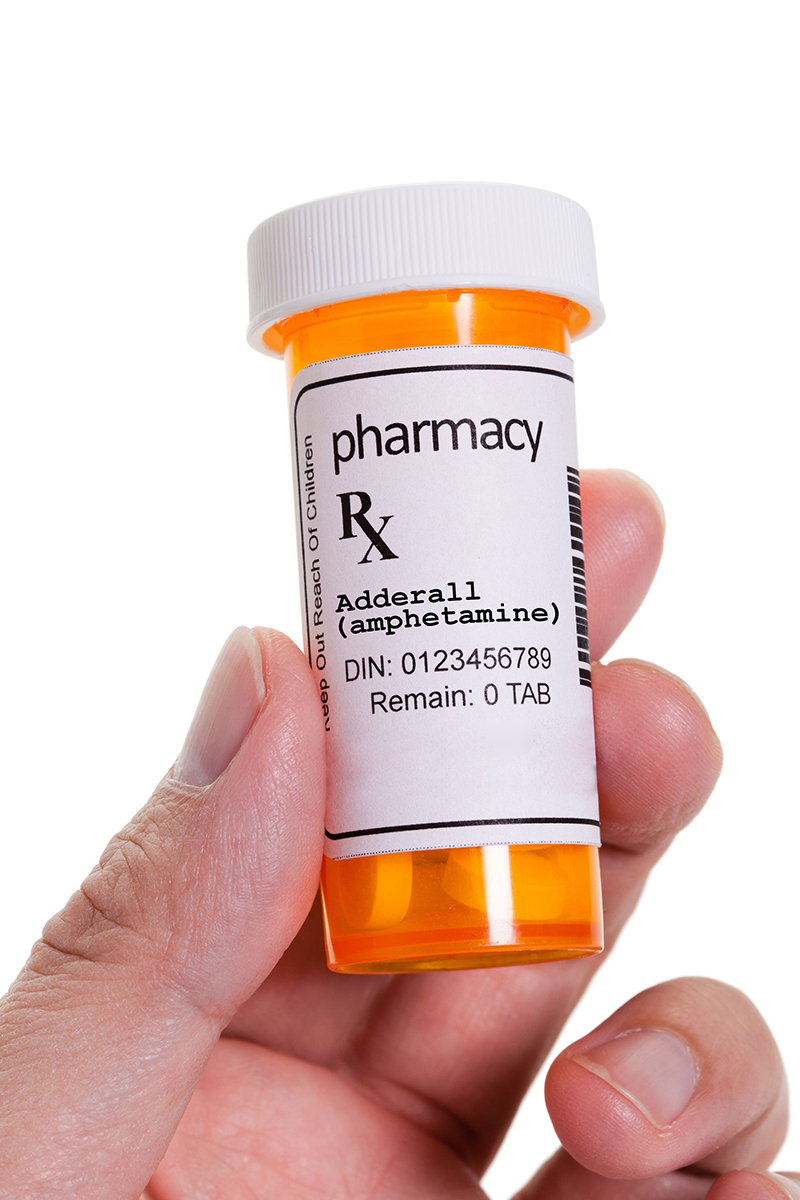 pharmacy
Rx
Adderall
(amphetamine)
DIN: 0123456789
Remain: 0 TAB
Keep Out Reach Of Children